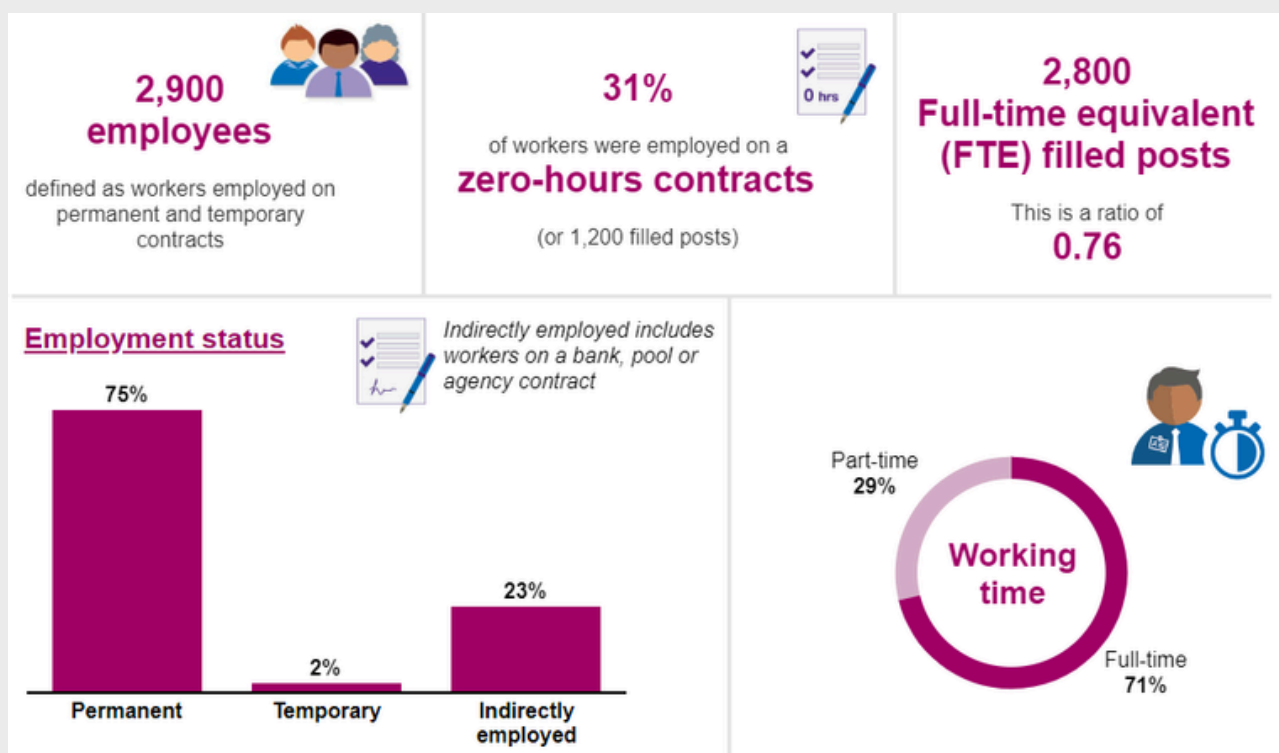 2,900
employees
defined as workers employed on
permanent and temporary
contracts
0 hrs
31%
of workers were employed on a
zero-hours contracts
(or 1,200 filled posts)
2,800
Full-time equivalent
(FTE) filled posts
This is a ratio of
0.76
Employment status
Indirectly employed includes
workers on a bank, pool or
agency contract
75%
2%
23%
Permanent
Temporary
Indirectly
employed
Part-time
29%
Working
time
Full-time
71%